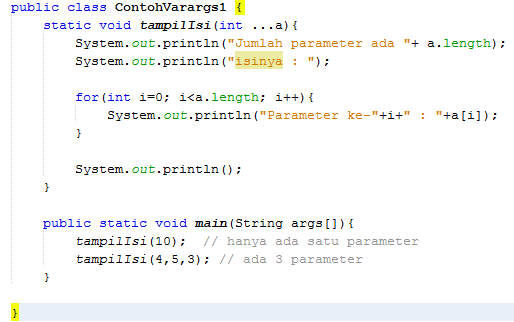 public class ContohVarargs1 {
static void tampilIsi(int ...a){
System.out.println("Jumlah parameter ada "+ a.length);
System.out.println("isinya : ");
for(int i=0; i<a.length; i++){
System.out.println("Parameter ke-"+i+" : "+a[i]);
}
System.out.println();
}
public static void main(String args[]){
tampilIsi(10);  // hanya ada satu parameter
tampilIsi(4,5,3); // ada 3 parameter
}
}